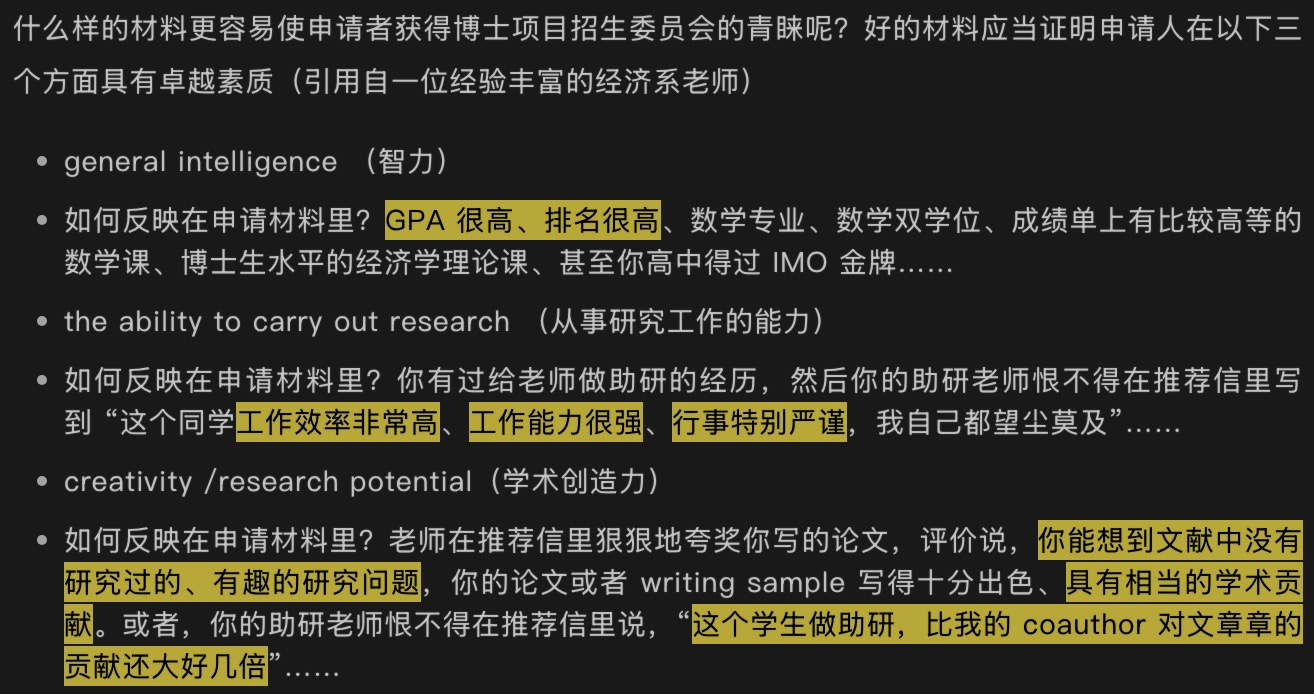 什么样的材料更容易使申请者获得博士项目招生委员会的青睐呢？好的材料应当证明申请人在以下三
个方面具有卓越素质（引用自一位经验丰富的经济系老师）
• general intelligence （智力）
• 如何反映在申请材料里？GPA 很高、排名很高、数学专业、数学双学位、成绩单上有比较高等的
数学课、博士生水平的经济学理论课、甚至你高中得过 IMO 金牌……
• the ability to carry out research （从事研究工作的能力）
• 如何反映在申请材料里？你有过给老师做助研的经历，然后你的助研老师恨不得在推荐信里写
到 “这个同学工作效率非常高、工作能力很强、行事特别严谨，我自己都望尘莫及”……
• creativity /research potential（学术创造力）
• 如何反映在申请材料里？老师在推荐信里狠狠地夸奖你写的论文，评价说，你能想到文献中没有
研究过的、有趣的研究问题，你的论文或者 writing sample 写得十分出色、具有相当的学术贡
献。或者，你的助研老师恨不得在推荐信里说，“这个学生做助研，比我的 coauthor 对文章章的
贡献还大好几倍”……